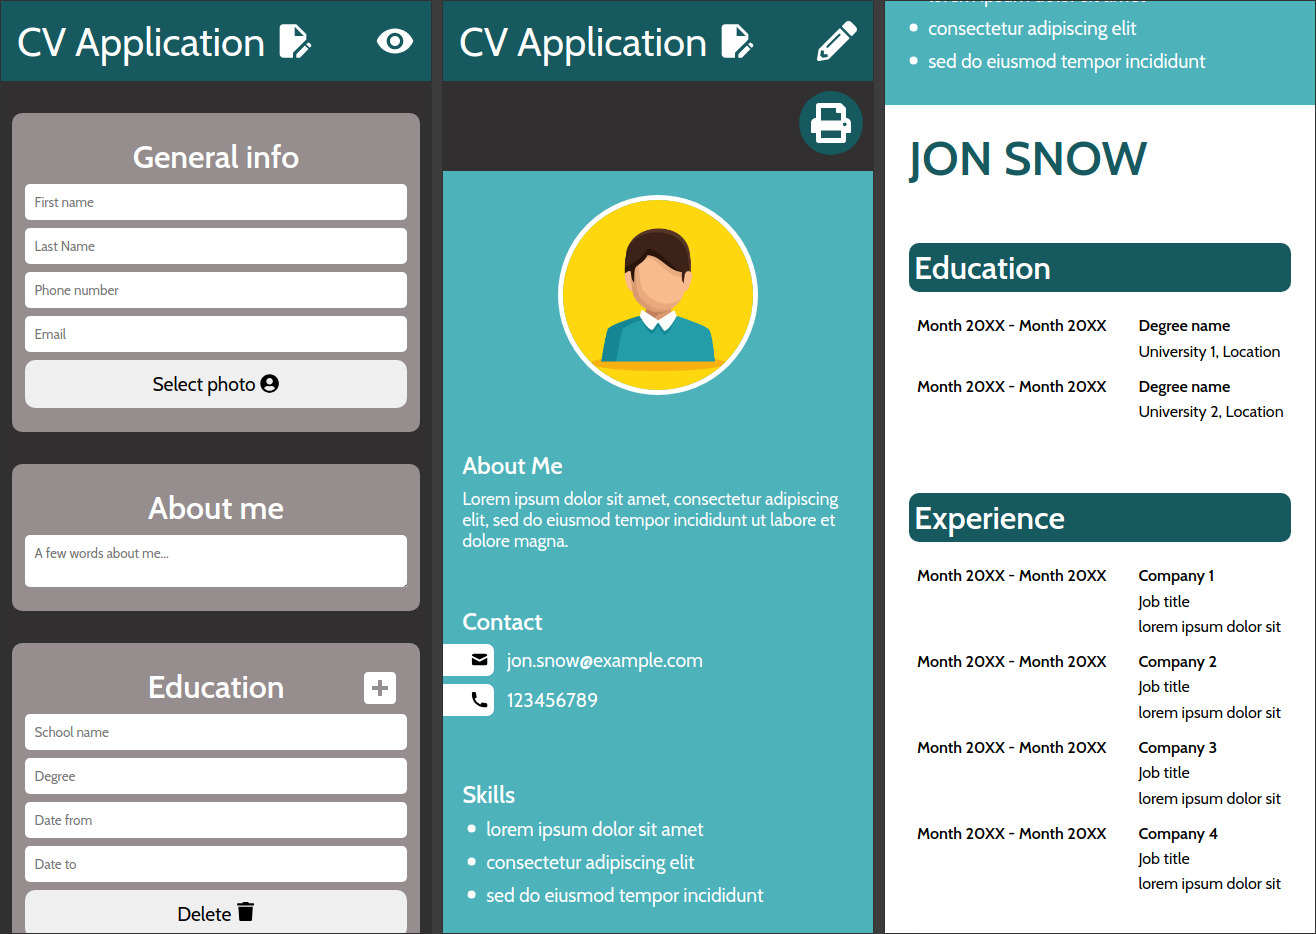 CV Application
General info
First name
Last Name
Phone number
Email
Select photo
About me
A few words about me...
Education
School name
Degree
Date from
Date to
Delete
CV Application
About Me
Lorem ipsum dolor sit amet, consectetur adipiscing
elit, sed do eiusmod tempor incididunt ut labore et
dolore magna.
Contact
jon.snow@example.com
123456789
Skills
lorem ipsum dolor sit amet
consectetur adipiscing elit
sed do eiusmod tempor incididunt
consectetur adipiscing elit
sed do eiusmod tempor incididunt
JON SNOW
Education
Month 20XX - Month 20XX Degree name
University 1, Location
Month 20XX - Month 20XX Degree name
University 2, Location
Experience
Month 20XX - Month 20XX Company 1
Job title
lorem ipsum dolor sit
Month 20XX - Month 20XX Company 2
Job title
lorem ipsum dolor sit
Month 20XX - Month 20XX Company 3
Job title
lorem ipsum dolor sit
Month 20XX - Month 20XX Company 4
Job title
lorem ipsum dolor sit